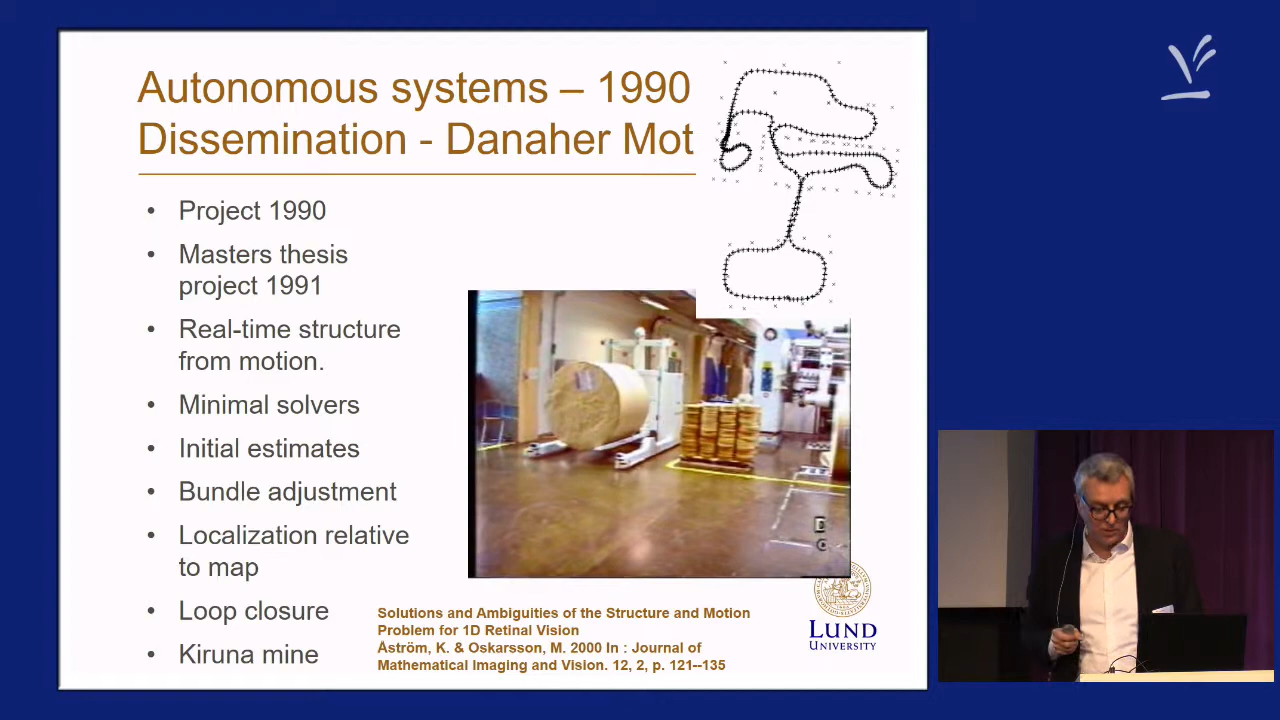 Autonomous systems – 1990
Dissemination - Danaher Mot
• Project 1990
• Masters thesis
project 1991
• Real-time structure
from motion.
• Minimal solvers
• Initial estimates
• Bundle adjustment
• Localization relative
to map
• Loop closure
• Kiruna mine
Solutions and Ambiguities of the Structure and Motion
Problem for 1D Retinal Vision
Åström, K. & Oskarsson, M. 2000 In : Journal of
Mathematical Imaging and Vision. 12, 2, p. 121--135
LUND
UNIVERSITY